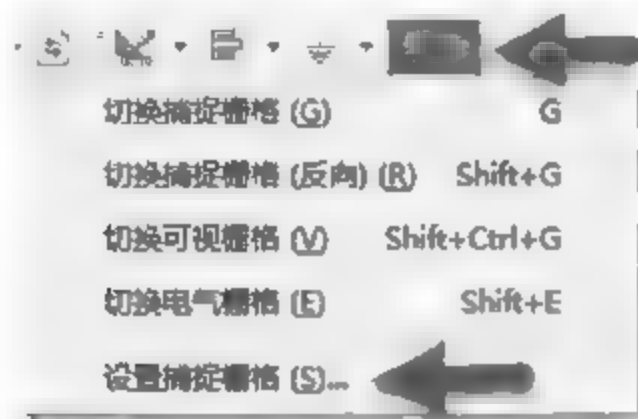 切换捕捉栅格 (G) G
切换捕捉栅格 (反向) (R) Shift+G
切换可视栅格 (V) Shift+Ctrl+G
切换电气栅格 (E) Shift+E
设置捕捉栅格 (S)...